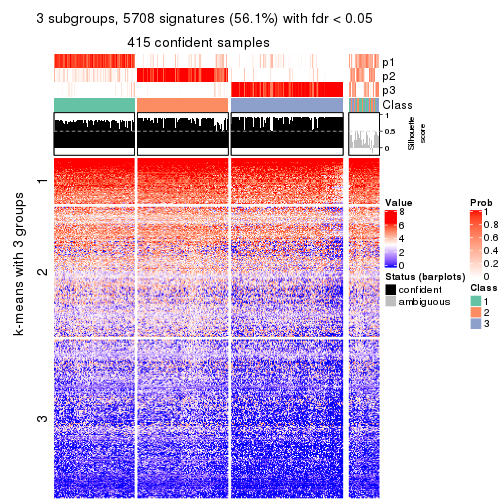 3 subgroups, 5708 signatures (56.1%) with fdr < 0.05
415 confident samples
p1
p2
p3
Class
1
0.5
0
Silhouette
score
k-means with 3 groups
1
2
3
Value
8
6
4
2
0
Status (barplots)
confident
ambiguous
Prob
1
0.8
0.6
0.4
0.2
0
Class
1
2
3